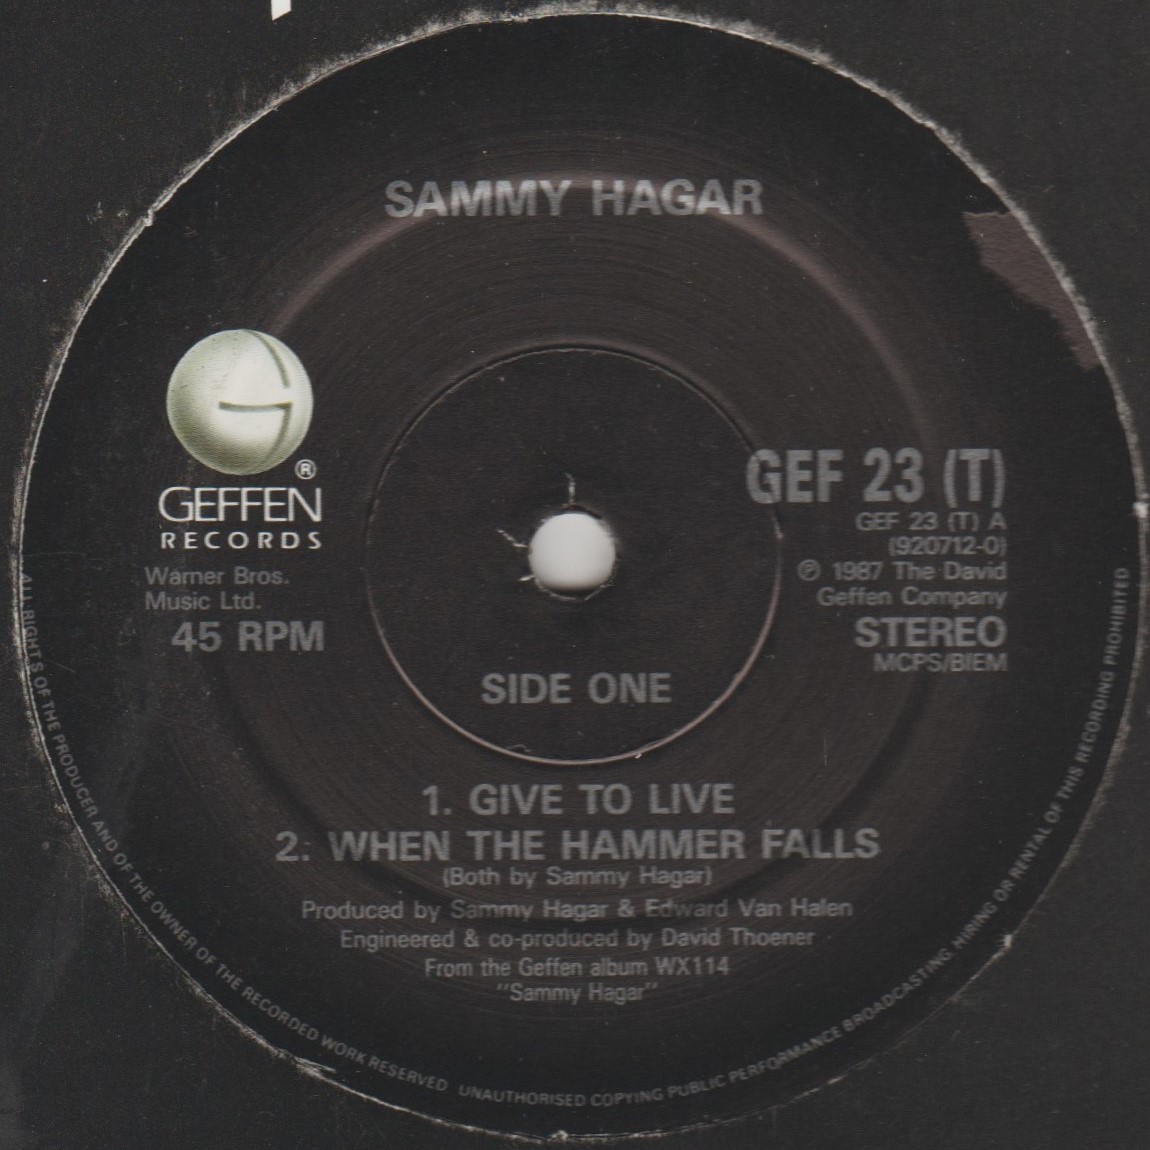 SAMMY HAGAR
®
GEFFEN
RECORDS
Warner Bros.
Music Ltd.
45 RPM
GEF 23 (T)
GEF 23 (T) A
(920712-0)
℗ 1987 The David
Geffen Company
STEREO
MCPS/BIEM
SIDE ONE
1. GIVE TO LIVE
2. WHEN THE HAMMER FALLS
(Both by Sammy Hagar)
Produced by Sammy Hagar & Edward Van Halen
Engineered & co-produced by David Thoener
From the Geffen album WX114
"Sammy Hagar"
ALL RIGHTS OF THE PRODUCER AND OF THE OWNER OF THE RECORDED WORK RESERVED UNAUTHORISED COPYING PUBLIC PERFORMANCE BROADCASTING HIRING OR RENTAL OF THIS RECORDING PROHIBITED